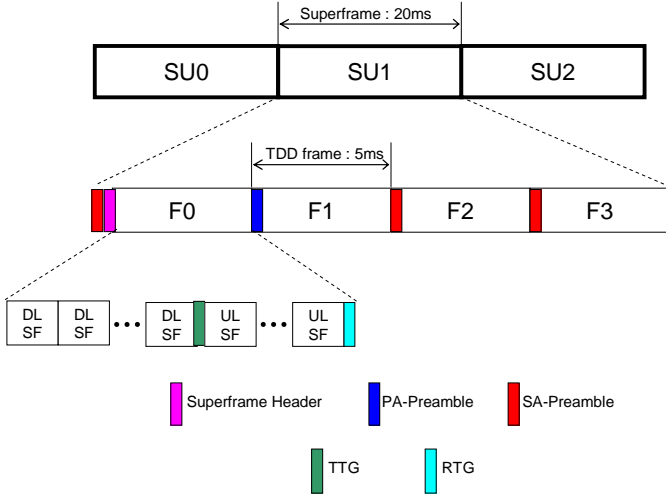 Superframe : 20ms
SU0 SU1 SU2
TDD frame : 5ms
F0 F1 F2 F3
DL SF DL SF ••• DL SF UL SF ••• UL SF
Superframe Header PA-Preamble SA-Preamble
TTG RTG